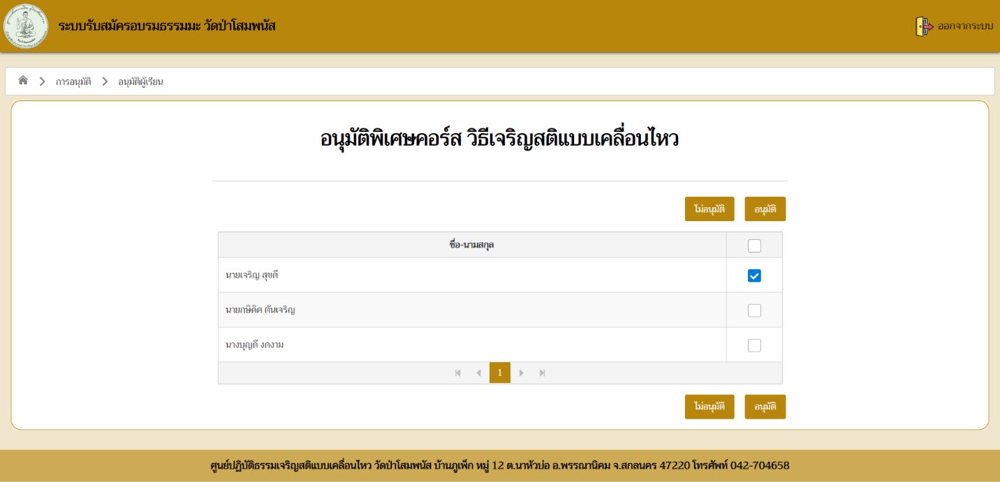 ระบบรับสมัครอบรมธรรมมะ วัดป่าโสมพนัส
ออกจากระบบ
การอนุมัติ
อนุมัติผู้เรียน
อนุมัติพิเศษคอร์ส วิธีเจริญสติแบบเคลื่อนไหว
ไม่อนุมัติ อนุมัติ
ชื่อ-นามสกุล
นายเจริญ สุขดี
นายกษิดิศ ตันเจริญ
นางบุญดี งดงาม
1
ไม่อนุมัติ อนุมัติ
ศูนย์ปฏิบัติธรรมเจริญสติแบบเคลื่อนไหว วัดป่าโสมพนัส บ้านภูเพ็ก หมู่ 12 ต.นาหัวบ่อ อ.พรรณานิคม จ.สกลนคร 47220 โทรศัพท์ 042-704658